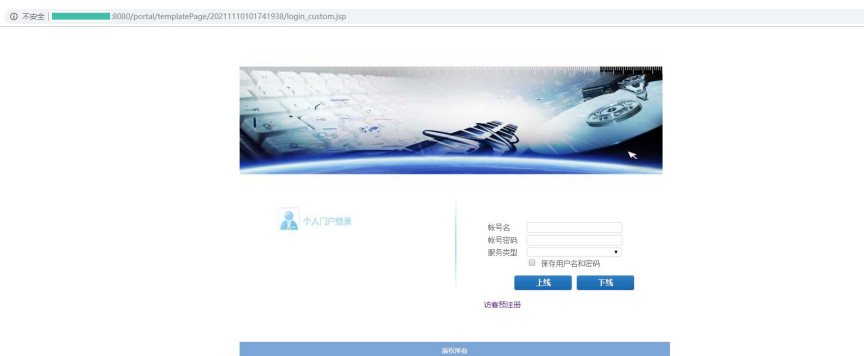 不安全 :8080/portal/templatePage/20211110101741938/login_custom.jsp
个人门户登录
帐号名
帐号密码
服务类型
保存用户名和密码
上线 下线
访客预注册
版权所有